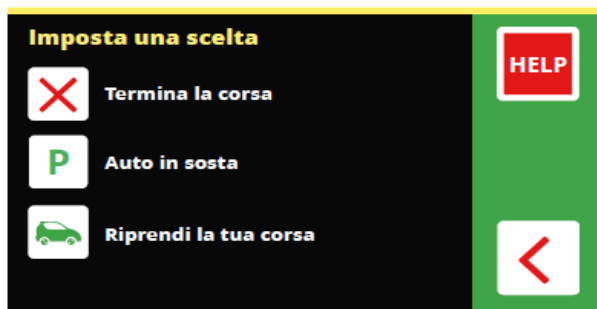 Imposta una scelta
HELP
Termina la corsa
P
Auto in sosta
Riprendi la tua corsa